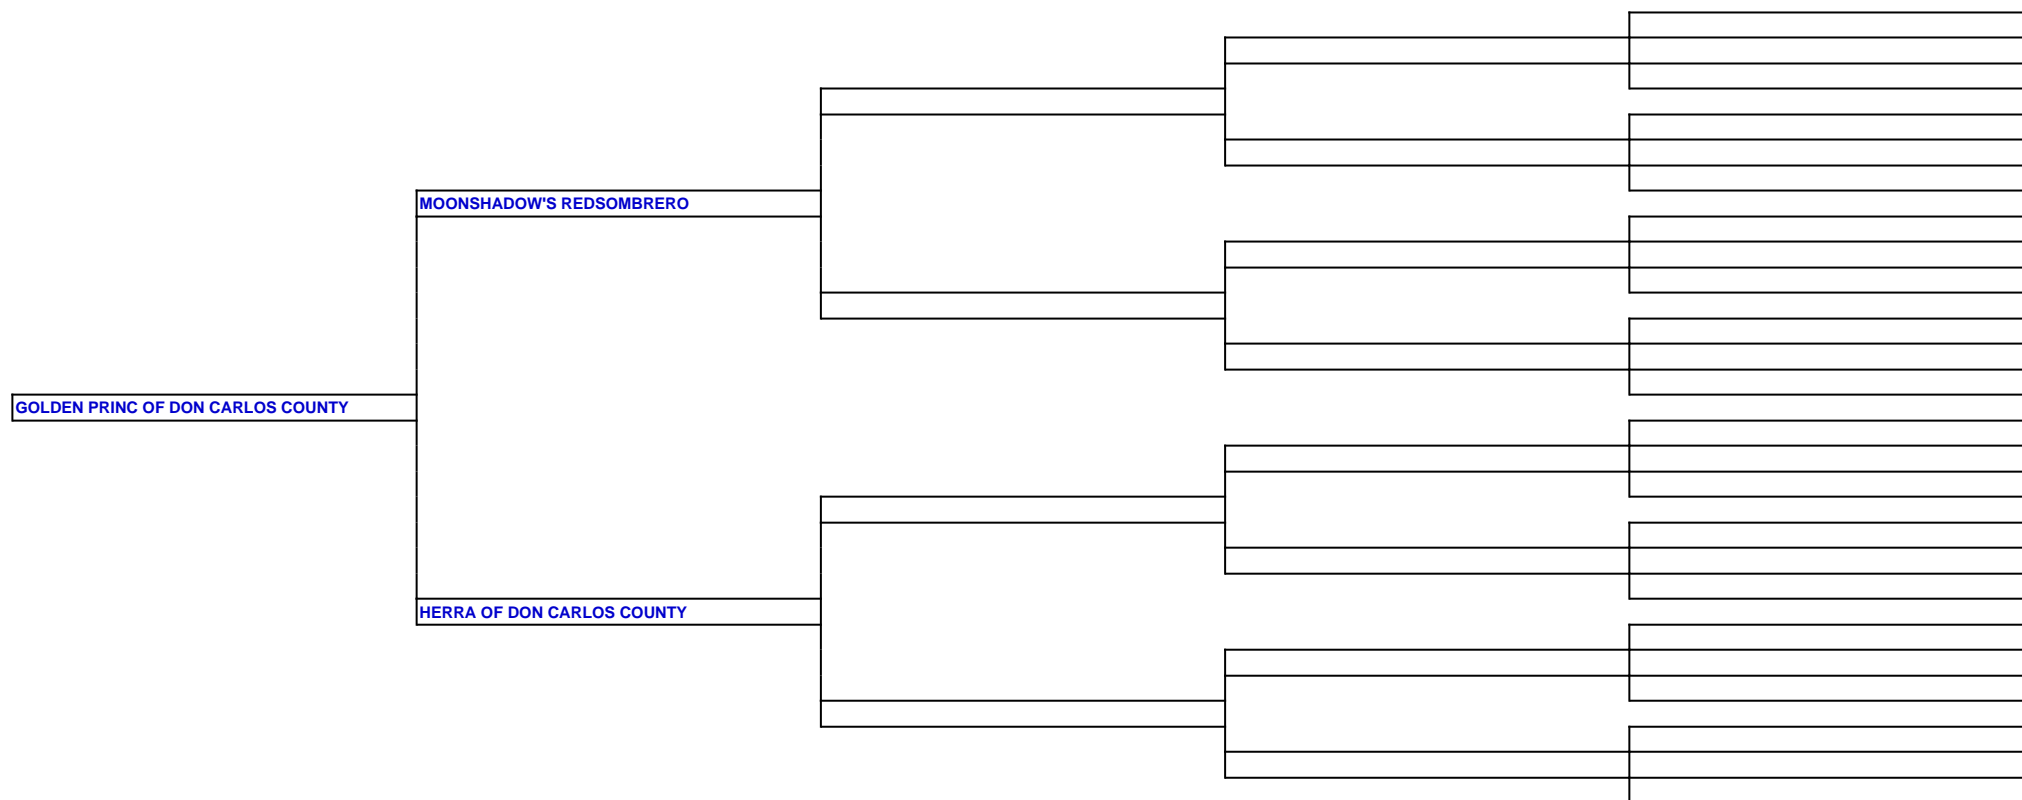 MOONSHADOW'S REDSOMBRERO
GOLDEN PRINC OF DON CARLOS COUNTY
HERRA OF DON CARLOS COUNTY